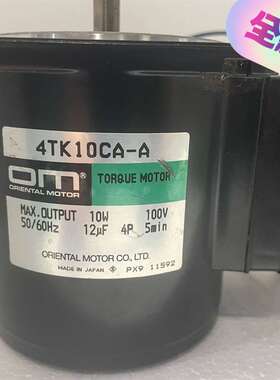 全
4TK10CA-A
om
ORIENTAL MOTOR
TORQUE MOTOR
MAX.OUTPUT 10W 100V
50/60Hz 12µF 4P 5min
ORIENTAL MOTOR CO.,LTD.
MADE IN JAPAN PX9 11592